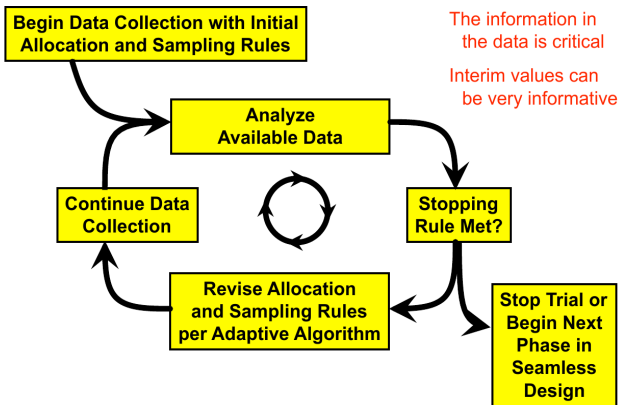 Begin Data Collection with Initial
Allocation and Sampling Rules
The information in
the data is critical
Interim values can
be very informative
Analyze
Available Data
Continue Data
Collection
Stopping
Rule Met?
Revise Allocation
and Sampling Rules
per Adaptive Algorithm
Stop Trial or
Begin Next
Phase in
Seamless
Design